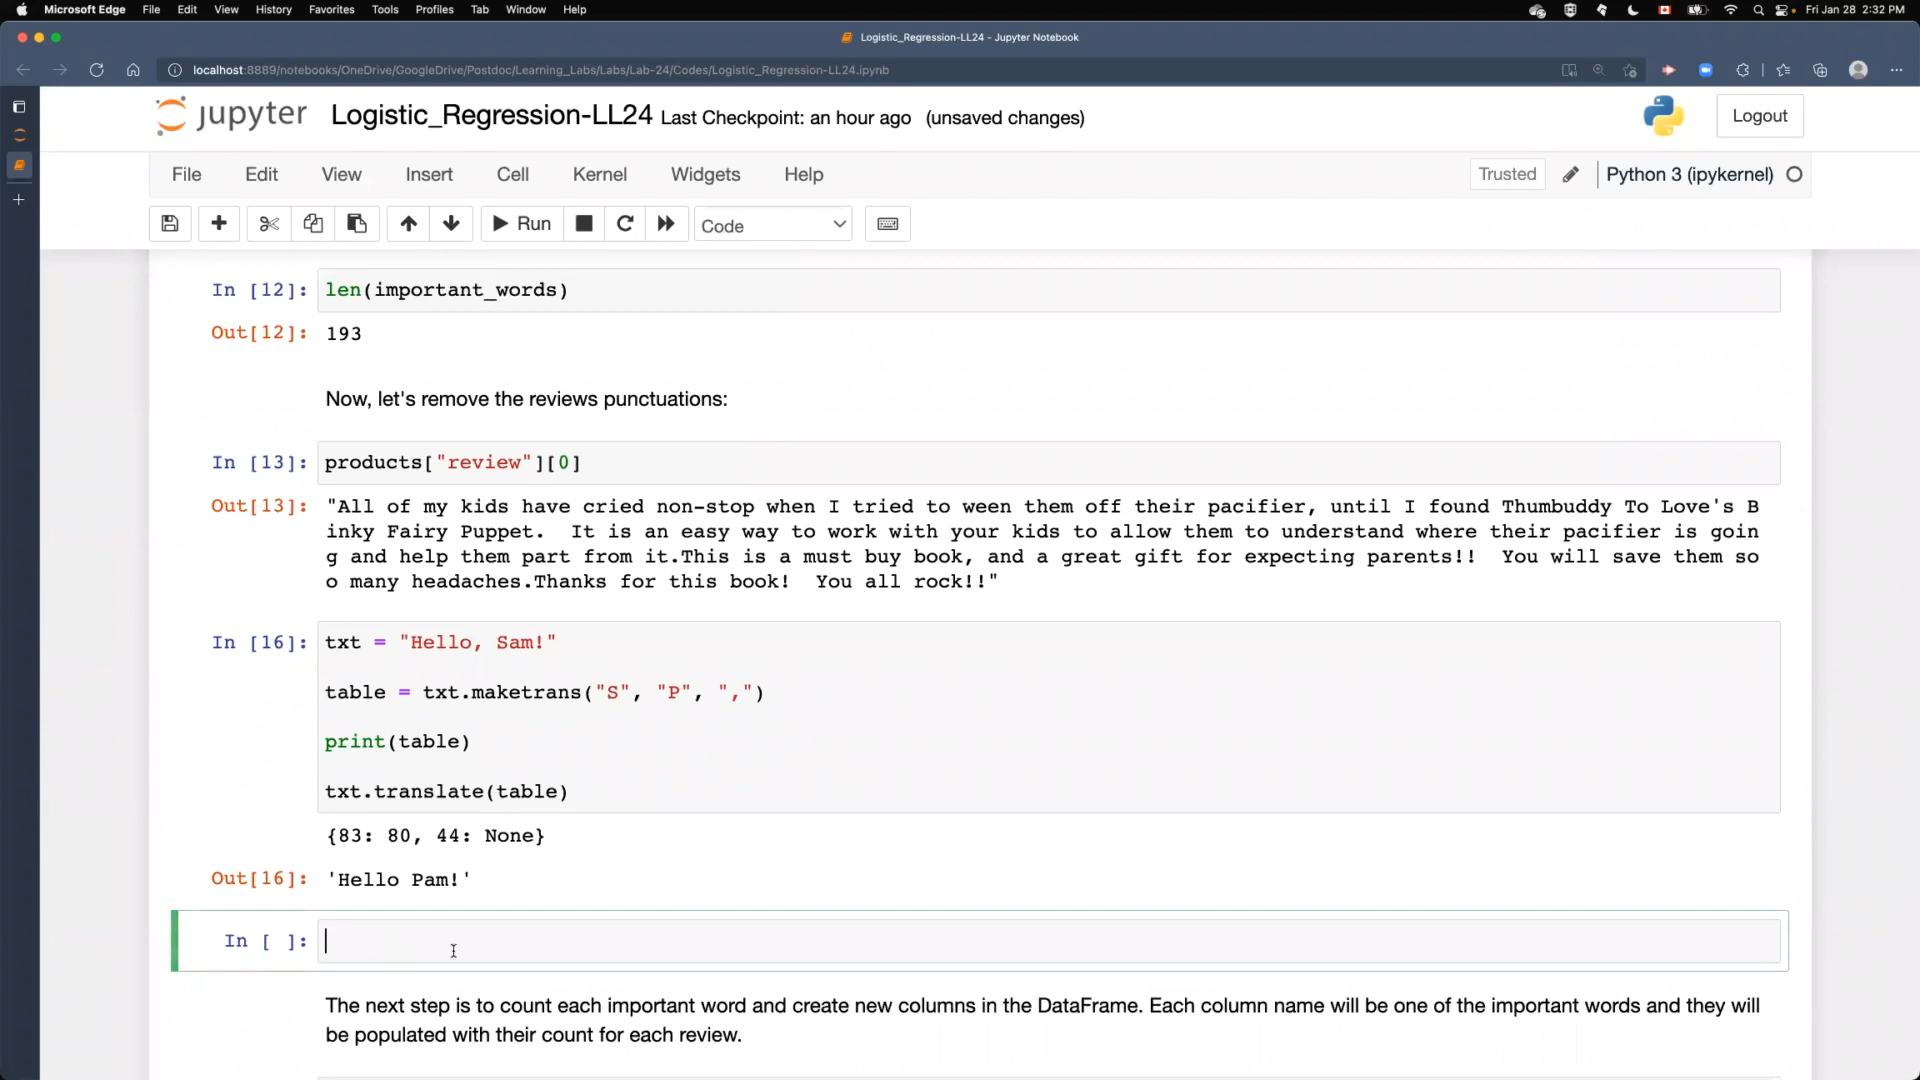 Microsoft Edge File Edit View History Favorites Tools Profiles Tab Window Help Fri Jan 28 2:32 PM
Logistic_Regression-LL24 - Jupyter Notebook
localhost:8889/notebooks/OneDrive/GoogleDrive/Postdoc/Learning_Labs/Labs/Lab-24/Codes/Logistic_Regression-LL24.ipynb
jupyter Logistic_Regression-LL24 Last Checkpoint: an hour ago (unsaved changes) Logout
File Edit View Insert Cell Kernel Widgets Help Trusted Python 3 (ipykernel)
Run Code
In [12]: len(important_words)
Out[12]: 193
Now, let's remove the reviews punctuations:
In [13]: products["review"][0]
Out[13]: "All of my kids have cried non-stop when I tried to ween them off their pacifier, until I found Thumbuddy To Love's B
inky Fairy Puppet.  It is an easy way to work with your kids to allow them to understand where their pacifier is goin
g and help them part from it.This is a must buy book, and a great gift for expecting parents!!  You will save them so
o many headaches.Thanks for this book!  You all rock!!"
In [16]: txt = "Hello, Sam!"
table = txt.maketrans("S", "P", ",")
print(table)
txt.translate(table)
{83: 80, 44: None}
Out[16]: 'Hello Pam!'
In [ ]:
The next step is to count each important word and create new columns in the DataFrame. Each column name will be one of the important words and they will
be populated with their count for each review.